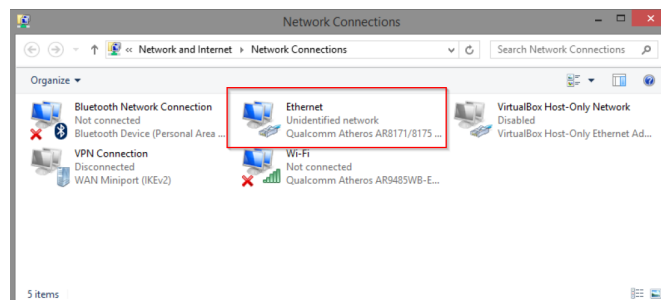 Network Connections
« Network and Internet ▸ Network Connections
Search Network Connections
Organize
Bluetooth Network Connection
Not connected
Bluetooth Device (Personal Area ...
Ethernet
Unidentified network
Qualcomm Atheros AR8171/8175 ...
VirtualBox Host-Only Network
Disabled
VirtualBox Host-Only Ethernet Ad...
VPN Connection
Disconnected
WAN Miniport (IKEv2)
Wi-Fi
Not connected
Qualcomm Atheros AR9485WB-E...
5 items